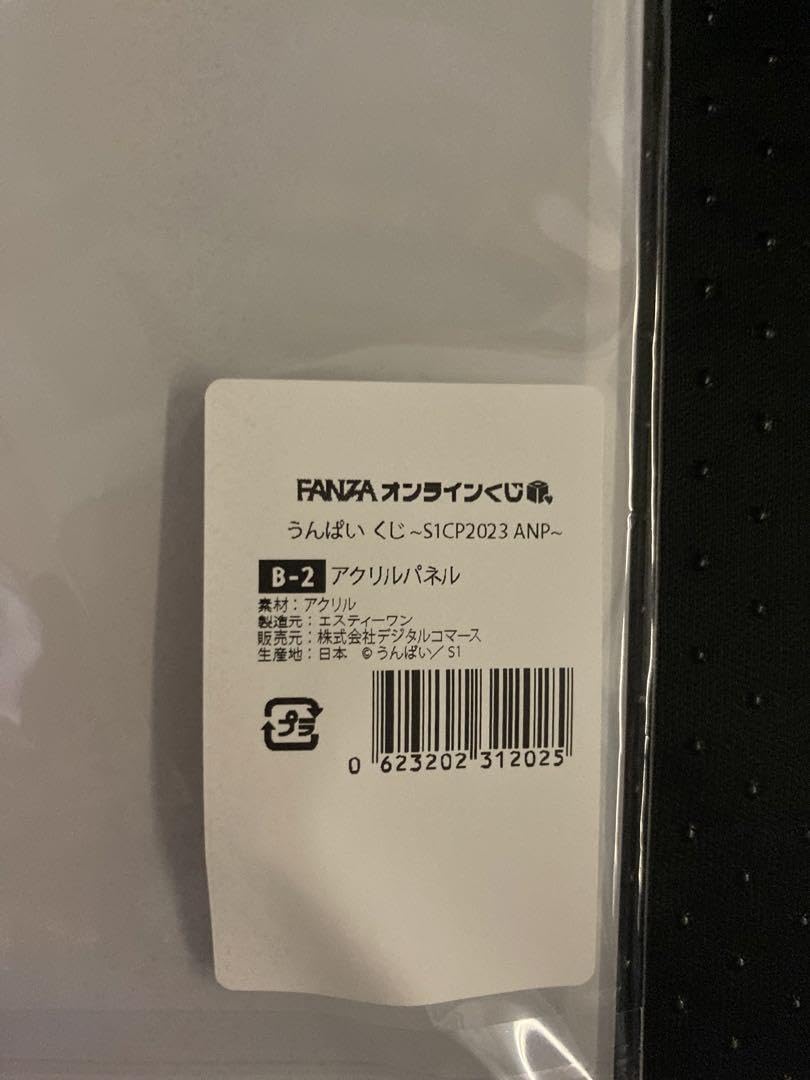 FANZA オンラインくじ
うんぱい くじ ~S1CP2023 ANP~
B-2 アクリルパネル
素材：アクリル
製造元：エスティーワン
販売元：株式会社デジタルコマース
生産地：日本 ©うんぱい／S1
プラ
0 623202 312025